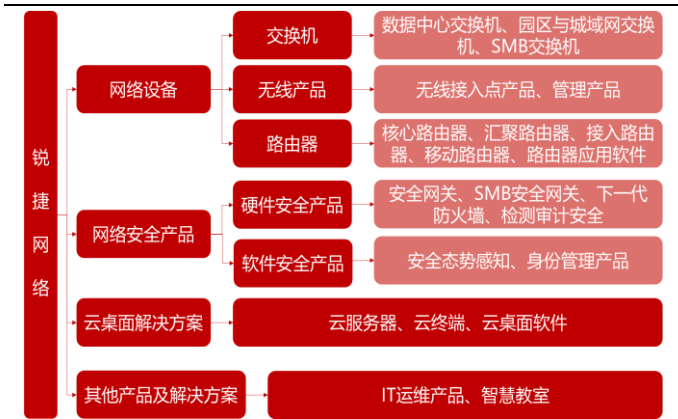 锐捷网络
网络设备
交换机
数据中心交换机、园区与城域网交换
机、SMB交换机
无线产品
无线接入点产品、管理产品
路由器
核心路由器、汇聚路由器、接入路由
器、移动路由器、路由器应用软件
网络安全产品
硬件安全产品
安全网关、SMB安全网关、下一代
防火墙、检测审计安全
软件安全产品
安全态势感知、身份管理产品
云桌面解决方案
云服务器、云终端、云桌面软件
其他产品及解决方案
IT运维产品、智慧教室